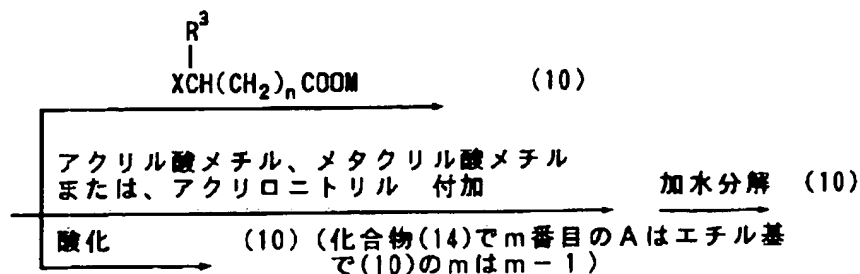 R³
XCH(CH₂)ₙCOOM (10)
アクリル酸メチル、メタクリル酸メチル
または、アクリロニトリル 付加 加水分解 (10)
酸化 (10) (化合物(14)でm番目のAはエチル基
で(10)のmはm-1)